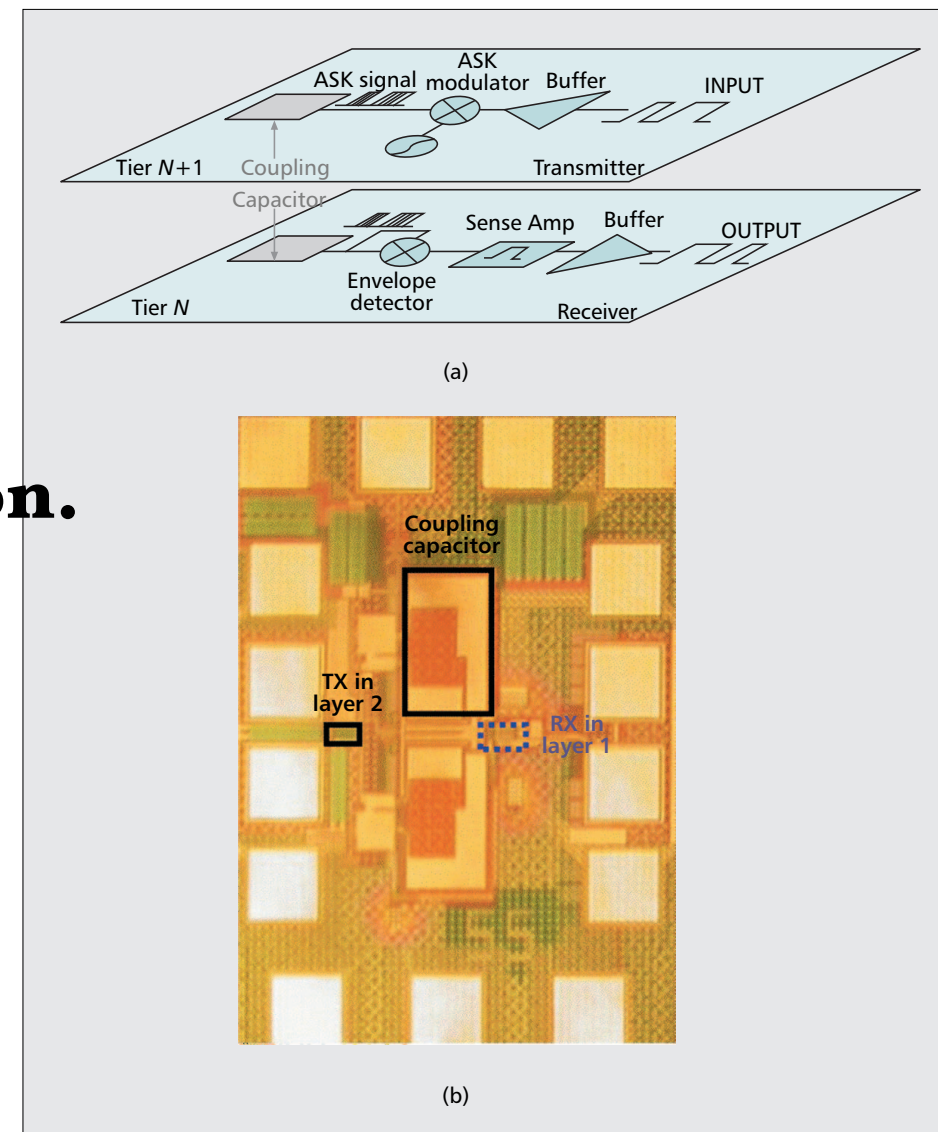 ASK signal
ASK
modulator
Buffer
INPUT
Tier N+1
Coupling
Capacitor
Transmitter
Sense Amp
Buffer
OUTPUT
Envelope
detector
Tier N
Receiver
(a)
on.
Coupling
capacitor
TX in
layer 2
RX in
layer 1
(b)